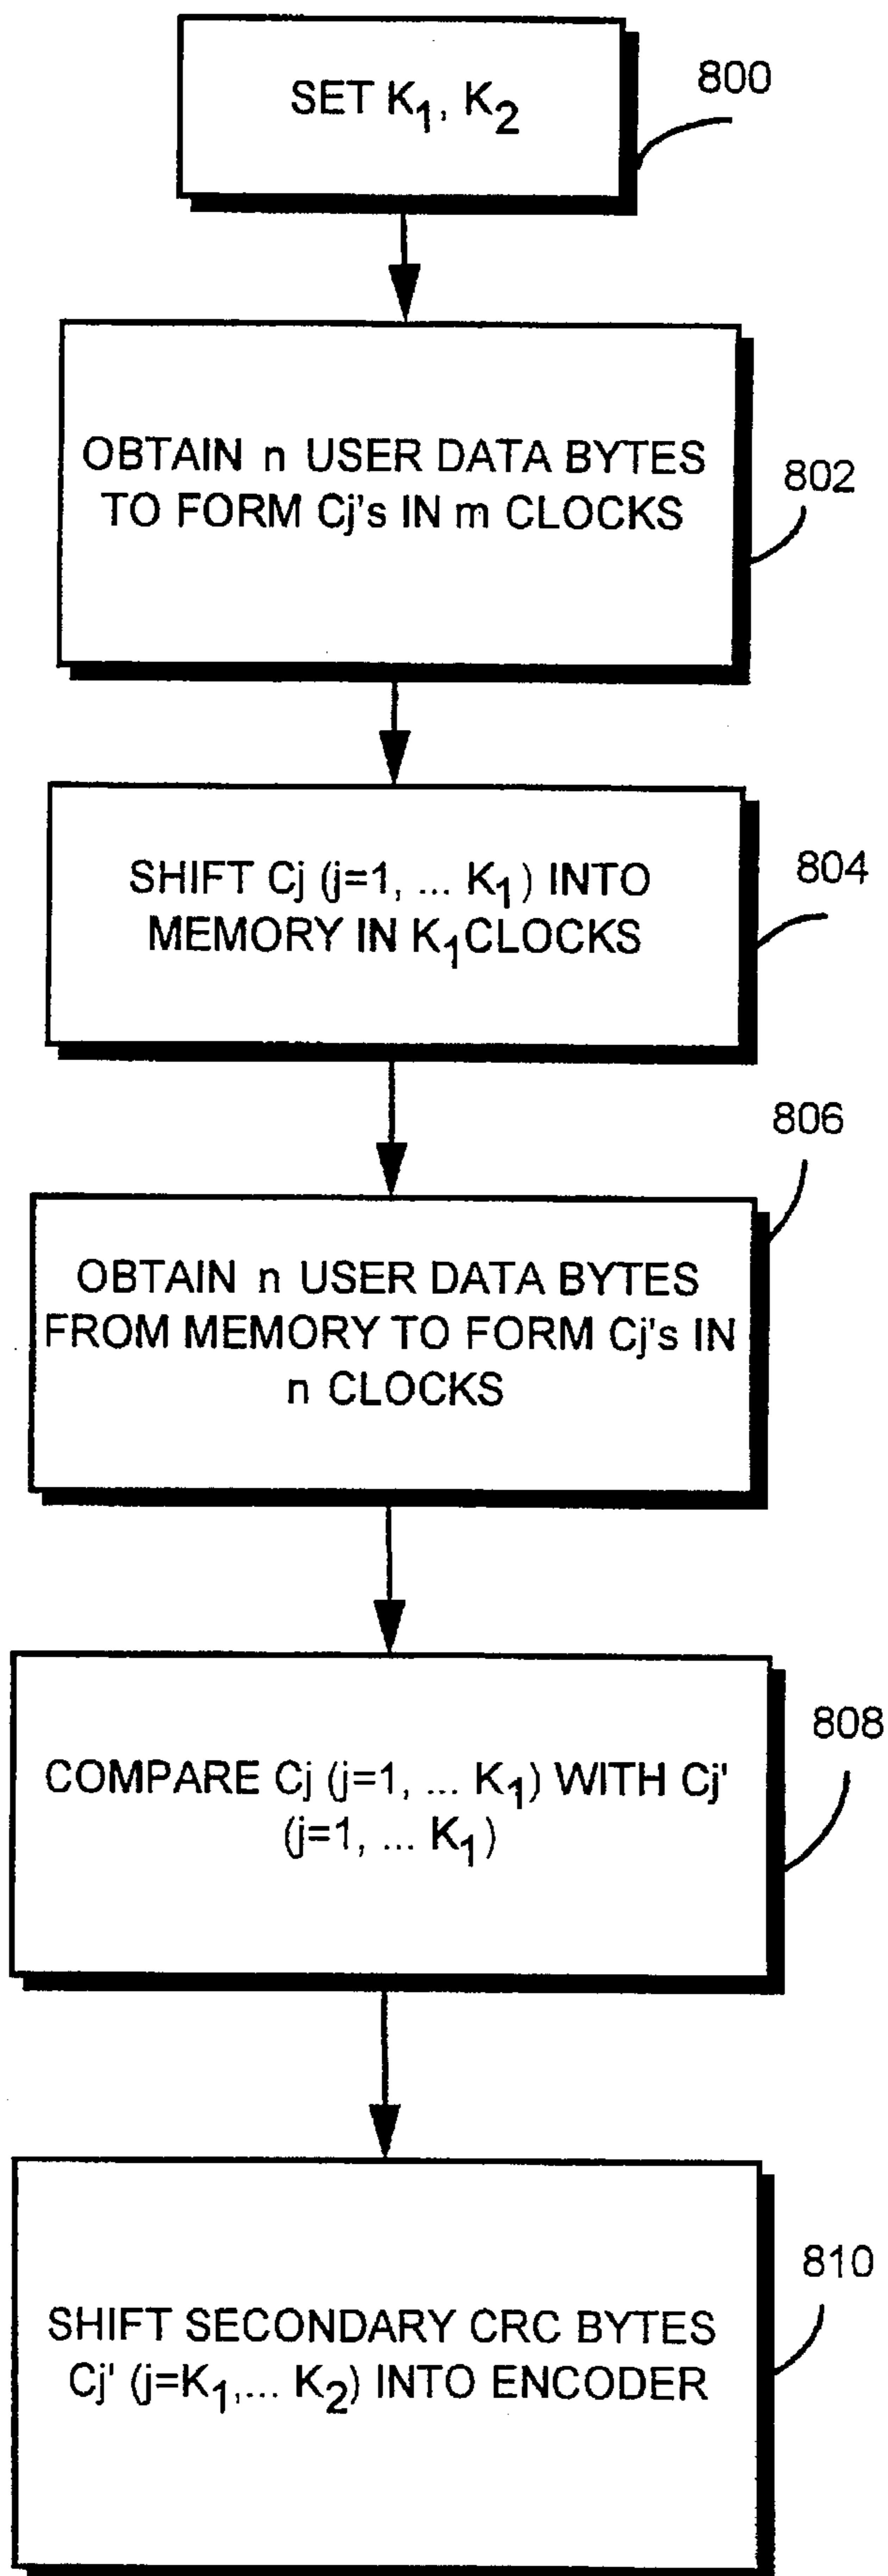 SET K₁, K₂
800
OBTAIN n USER DATA BYTES
TO FORM Cj's IN m CLOCKS
802
SHIFT Cj (j=1, ... K₁) INTO
MEMORY IN K₁CLOCKS
804
806
OBTAIN n USER DATA BYTES
FROM MEMORY TO FORM Cj's IN
n CLOCKS
COMPARE Cj (j=1, ... K₁) WITH Cj'
(j=1, ... K₁)
808
SHIFT SECONDARY CRC BYTES
Cj' (j=K₁,... K₂) INTO ENCODER
810